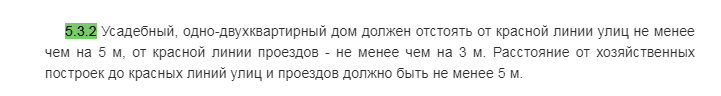 5.3.2 Усадебный, одно-двухквартирный дом должен отстоять от красной линии улиц не менее
чем на 5 м, от красной линии проездов - не менее чем на 3 м. Расстояние от хозяйственных
построек до красных линий улиц и проездов должно быть не менее 5 м.